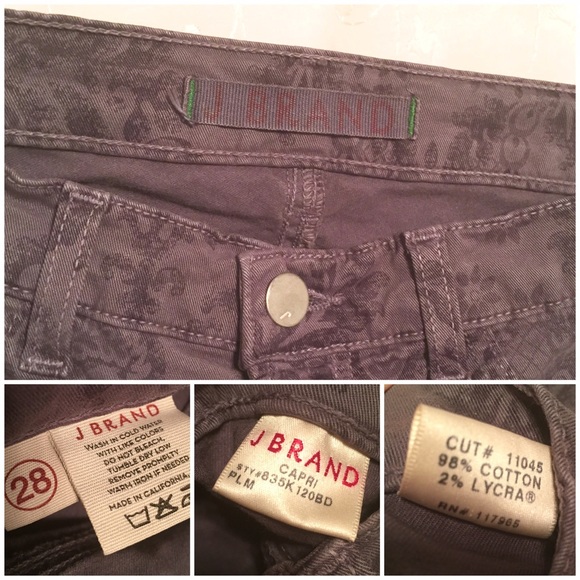 J BRAND
28
J BRAND
WASH IN COLD WATER
WITH LIKE COLORS
DO NOT BLEACH.
TUMBLE DRY LOW
REMOVE PROMPTLY
WARM IRON IF NEEDED
MADE IN CALIFORNIA.
J BRAND
CAPRI
STY#835K120BD
PLM
CUT# 11045
98% COTTON
2% LYCRA®
RN#. 117965